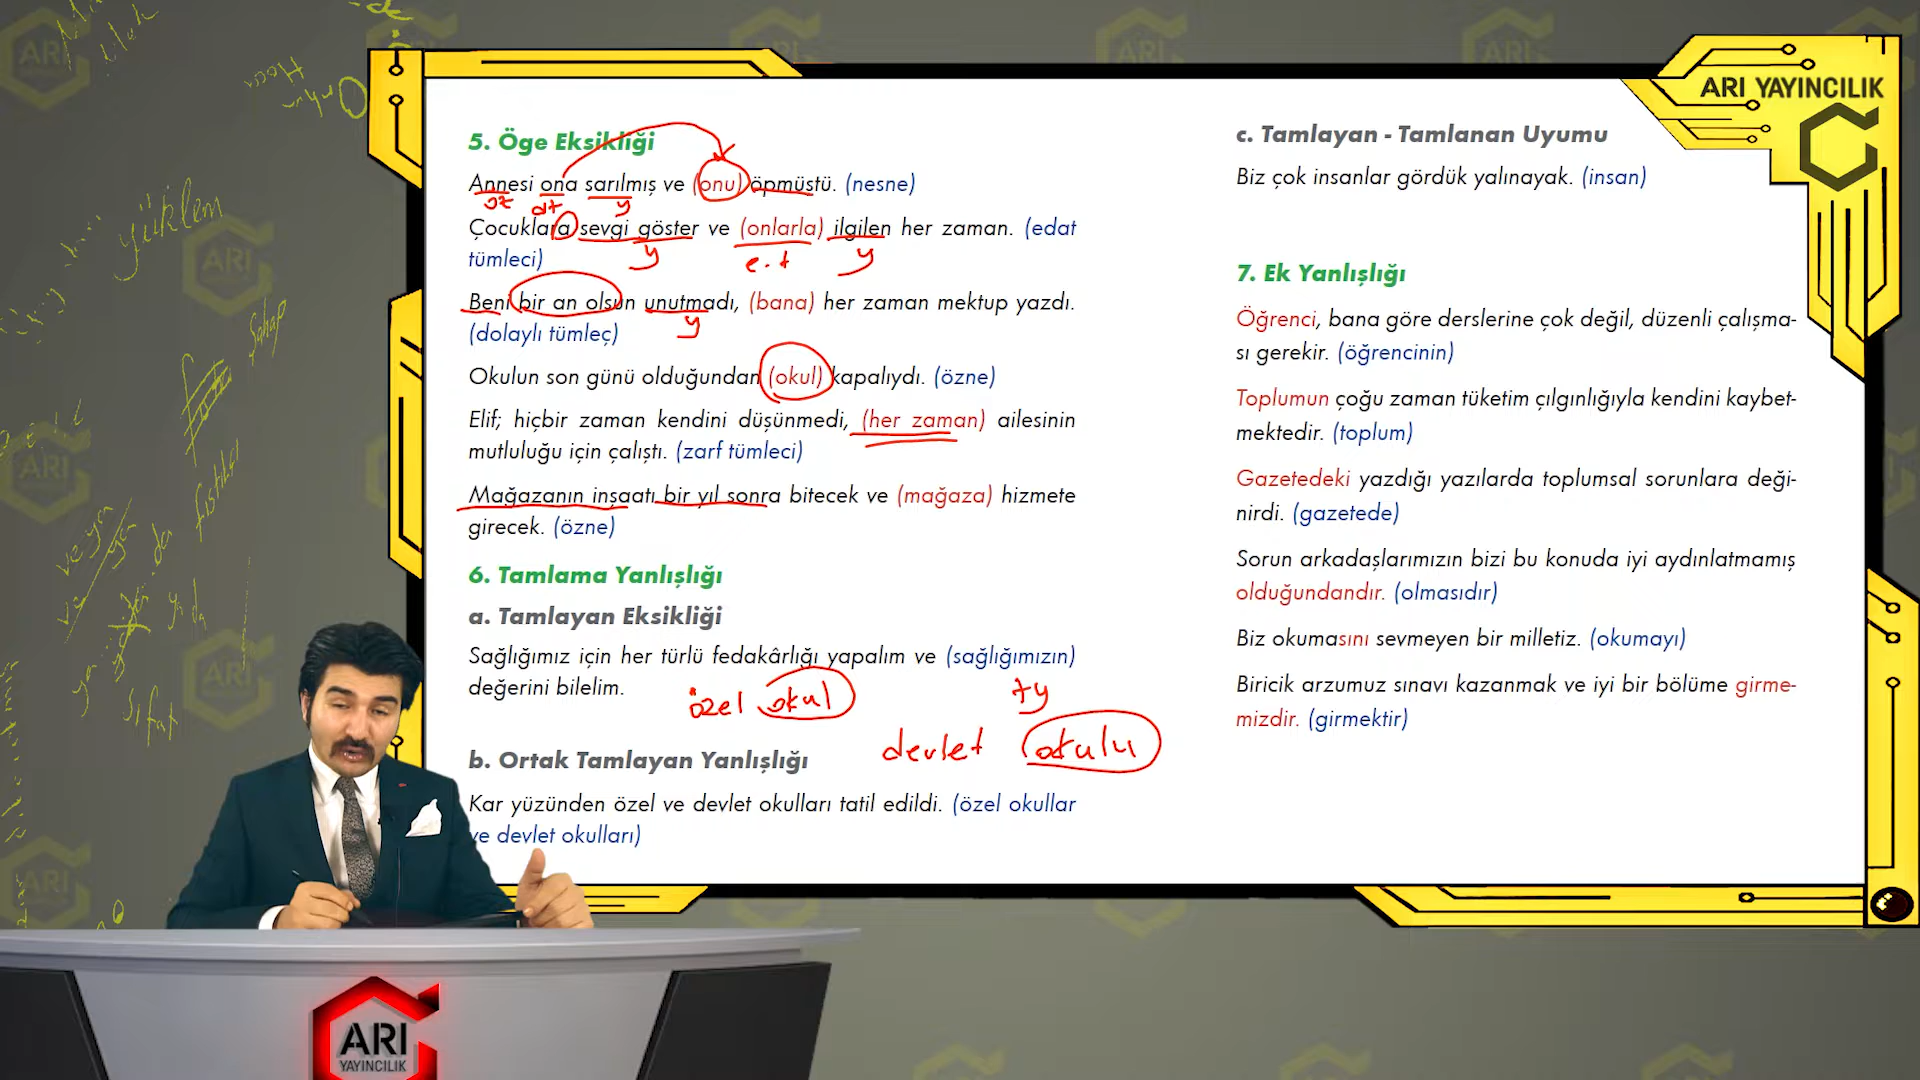 ARI YAYINCILIK
5. Öge Eksikliği
Annesi ona sarılmış ve (onu) öpmüştü. (nesne)
öz dt y
Çocuklara sevgi göster ve (onlarla) ilgilen her zaman. (edat
tümleci)
y e.t y
Beni bir an olsun unutmadı, (bana) her zaman mektup yazdı.
y
(dolaylı tümleç)
Okulun son günü olduğundan (okul) kapalıydı. (özne)
Elif; hiçbir zaman kendini düşünmedi, (her zaman) ailesinin
mutluluğu için çalıştı. (zarf tümleci)
Mağazanın inşaatı bir yıl sonra bitecek ve (mağaza) hizmete
girecek. (özne)
6. Tamlama Yanlışlığı
a. Tamlayan Eksikliği
Sağlığımız için her türlü fedakârlığı yapalım ve (sağlığımızın)
değerini bilelim.
özel okul
ty
devlet okulu
b. Ortak Tamlayan Yanlışlığı
Kar yüzünden özel ve devlet okulları tatil edildi. (özel okullar
ve devlet okulları)
c. Tamlayan - Tamlanan Uyumu
Biz çok insanlar gördük yalınayak. (insan)
7. Ek Yanlışlığı
Öğrenci, bana göre derslerine çok değil, düzenli çalışma-
sı gerekir. (öğrencinin)
Toplumun çoğu zaman tüketim çılgınlığıyla kendini kaybet-
mektedir. (toplum)
Gazetedeki yazdığı yazılarda toplumsal sorunlara deği-
nirdi. (gazetede)
Sorun arkadaşlarımızın bizi bu konuda iyi aydınlatmamış
olduğundandır. (olmasıdır)
Biz okumasını sevmeyen bir milletiz. (okumayı)
Biricik arzumuz sınavı kazanmak ve iyi bir bölüme girme-
mizdir. (girmektir)
yüklem
Şahap
fıstıklar
ya da
sıfat
ARI
YAYINCILIK